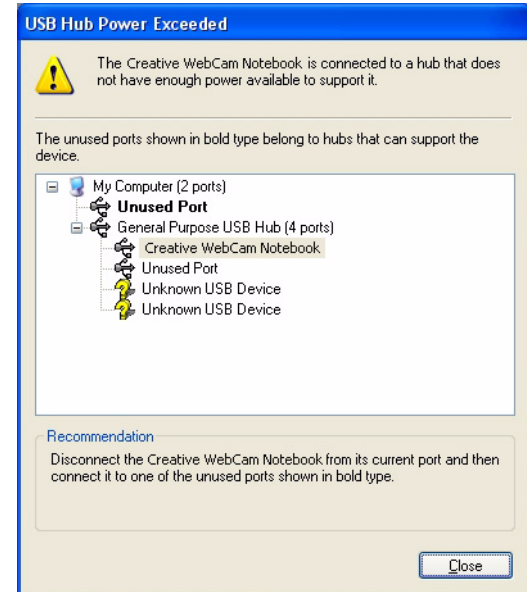 USB Hub Power Exceeded
The Creative WebCam Notebook is connected to a hub that does
not have enough power available to support it.
The unused ports shown in bold type belong to hubs that can support the
device.
My Computer (2 ports)
Unused Port
General Purpose USB Hub (4 ports)
Creative WebCam Notebook
Unused Port
Unknown USB Device
Unknown USB Device
Recommendation
Disconnect the Creative WebCam Notebook from its current port and then
connect it to one of the unused ports shown in bold type.
Close